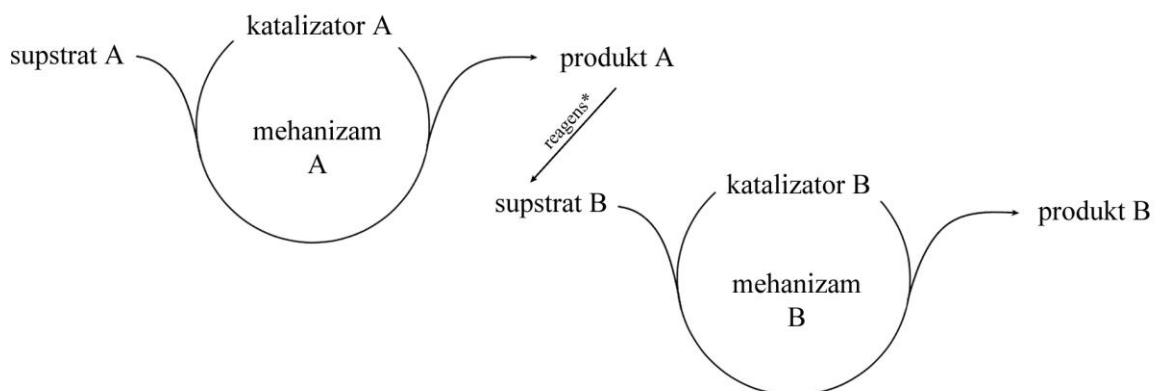 katalizator A
supstrat A
produkt A
mehanizam
A
reagens*
supstrat B
katalizator B
produkt B
mehanizam
B